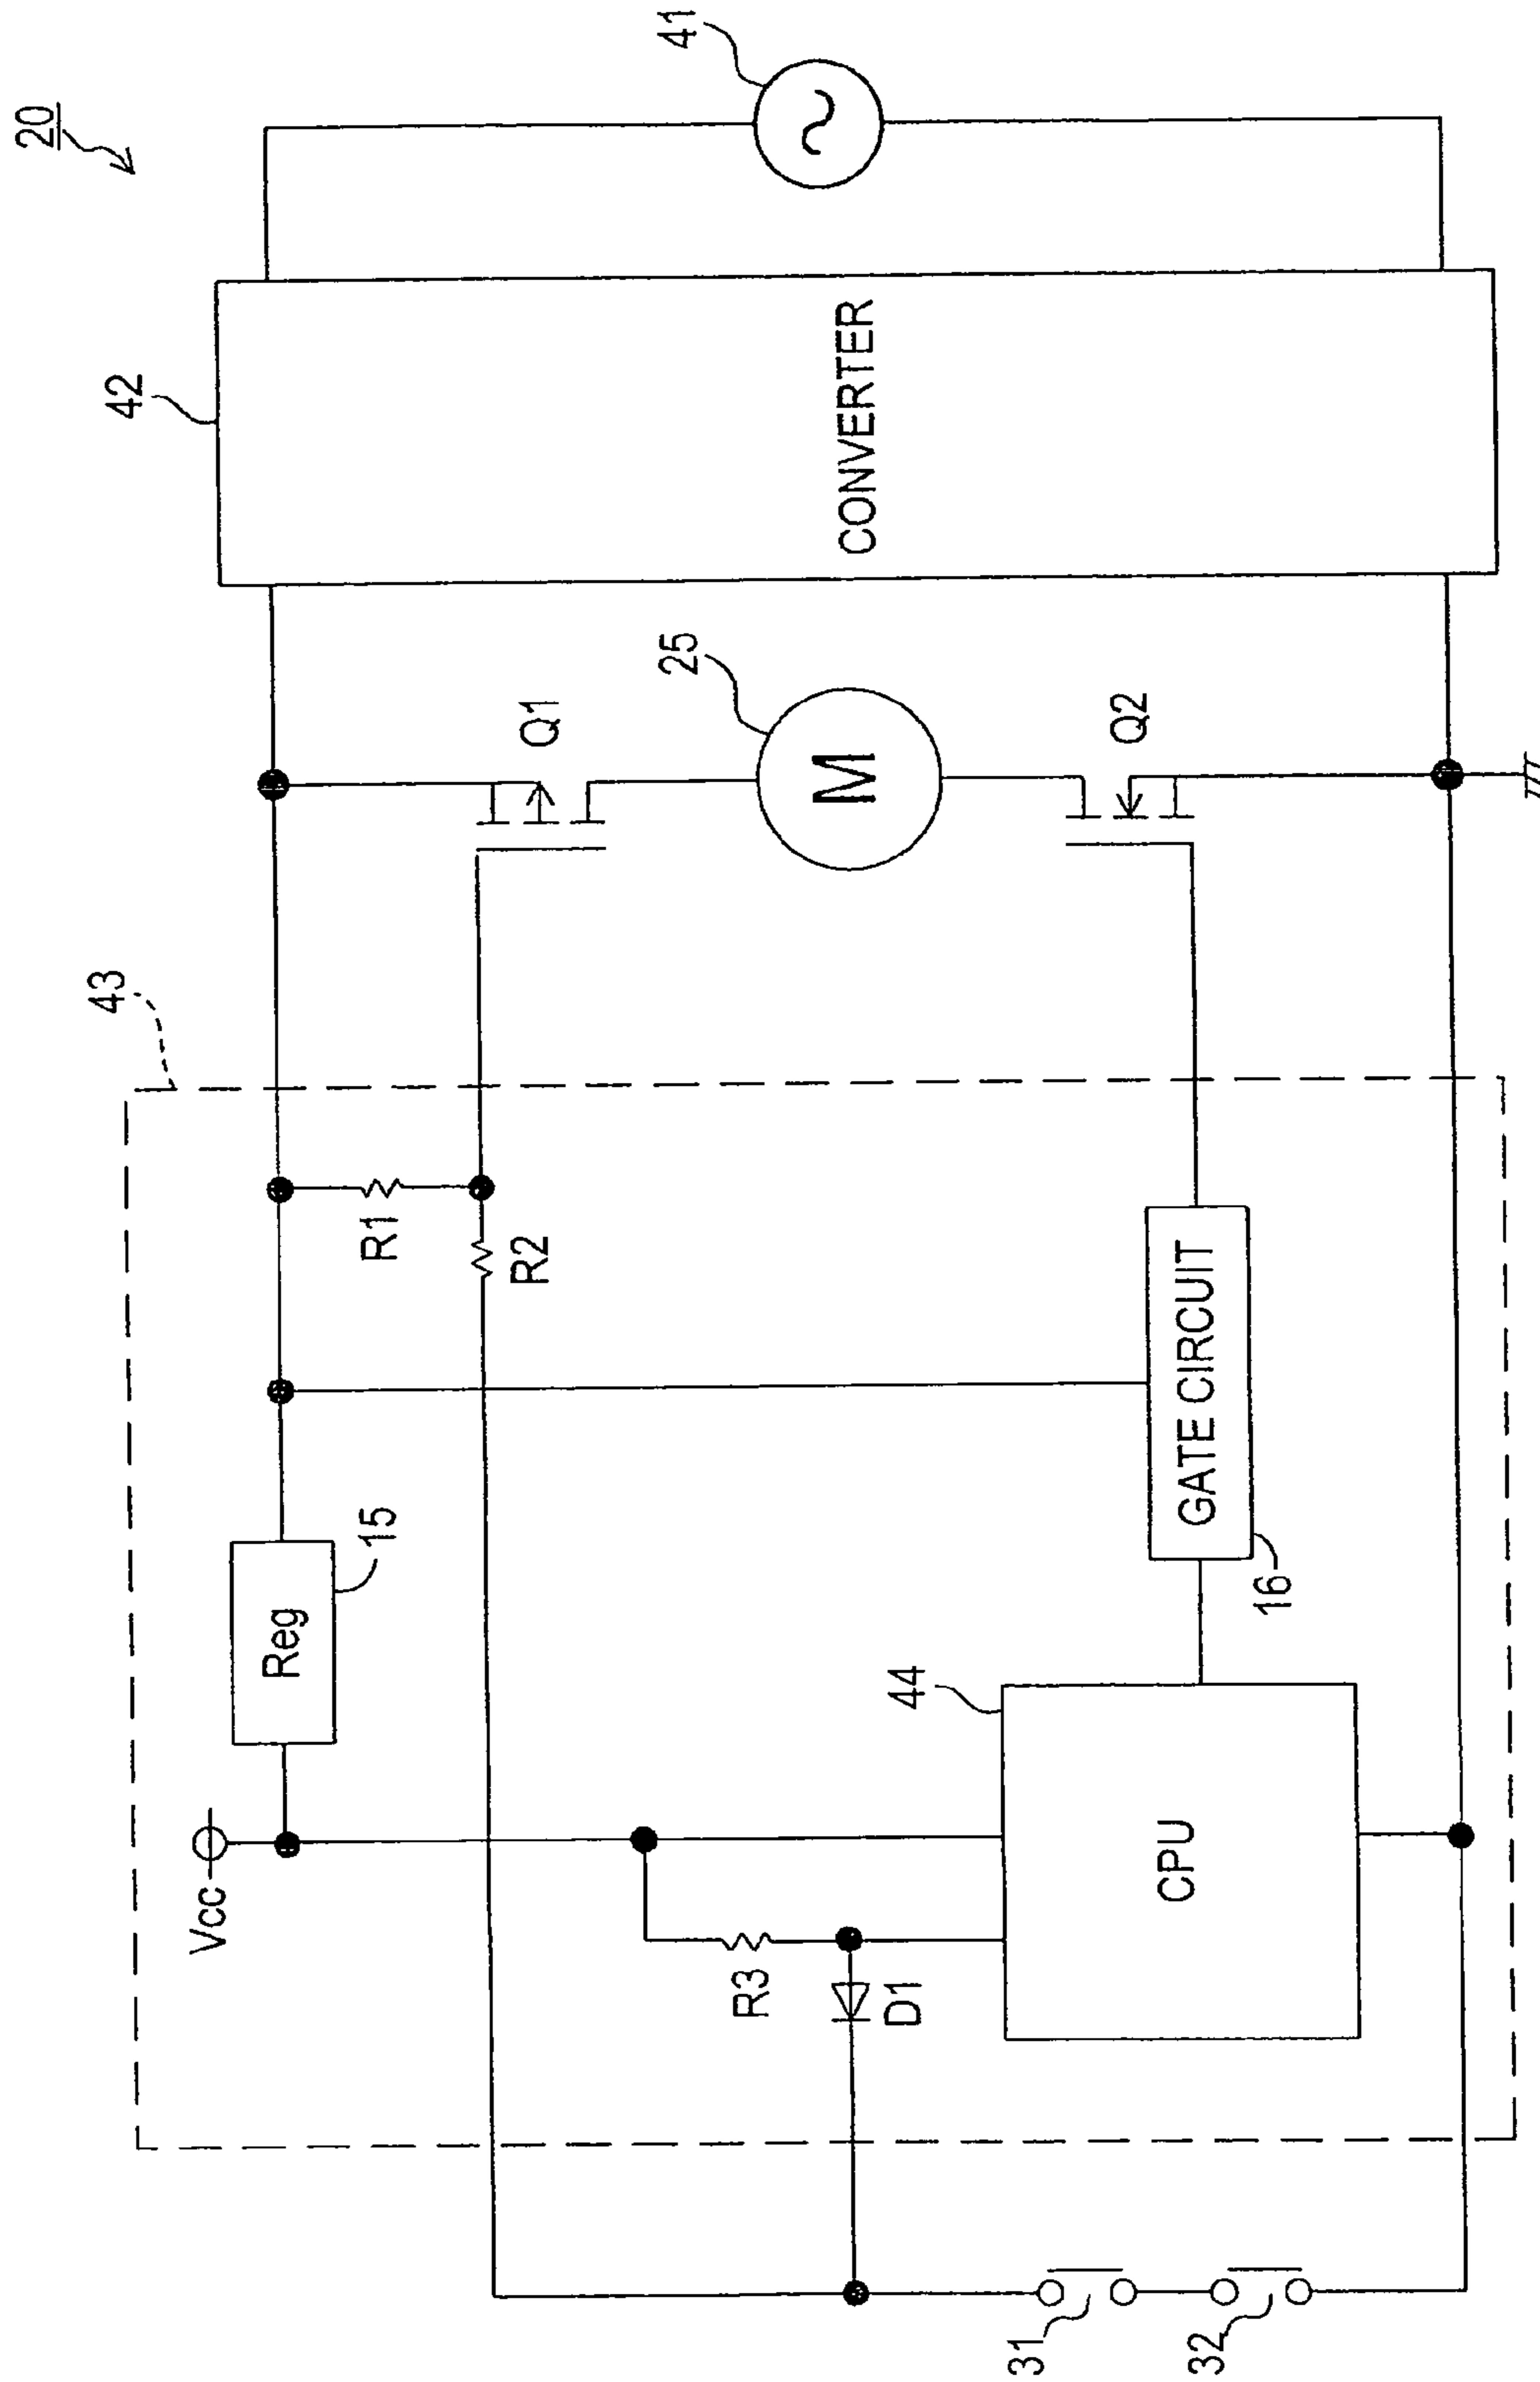 20
41
42
CONVERTER
25
M
Q1
Q2
43
R1
R2
GATE CIRCUIT
16
Reg
15
Vcc
44
CPU
R3
D1
31
32